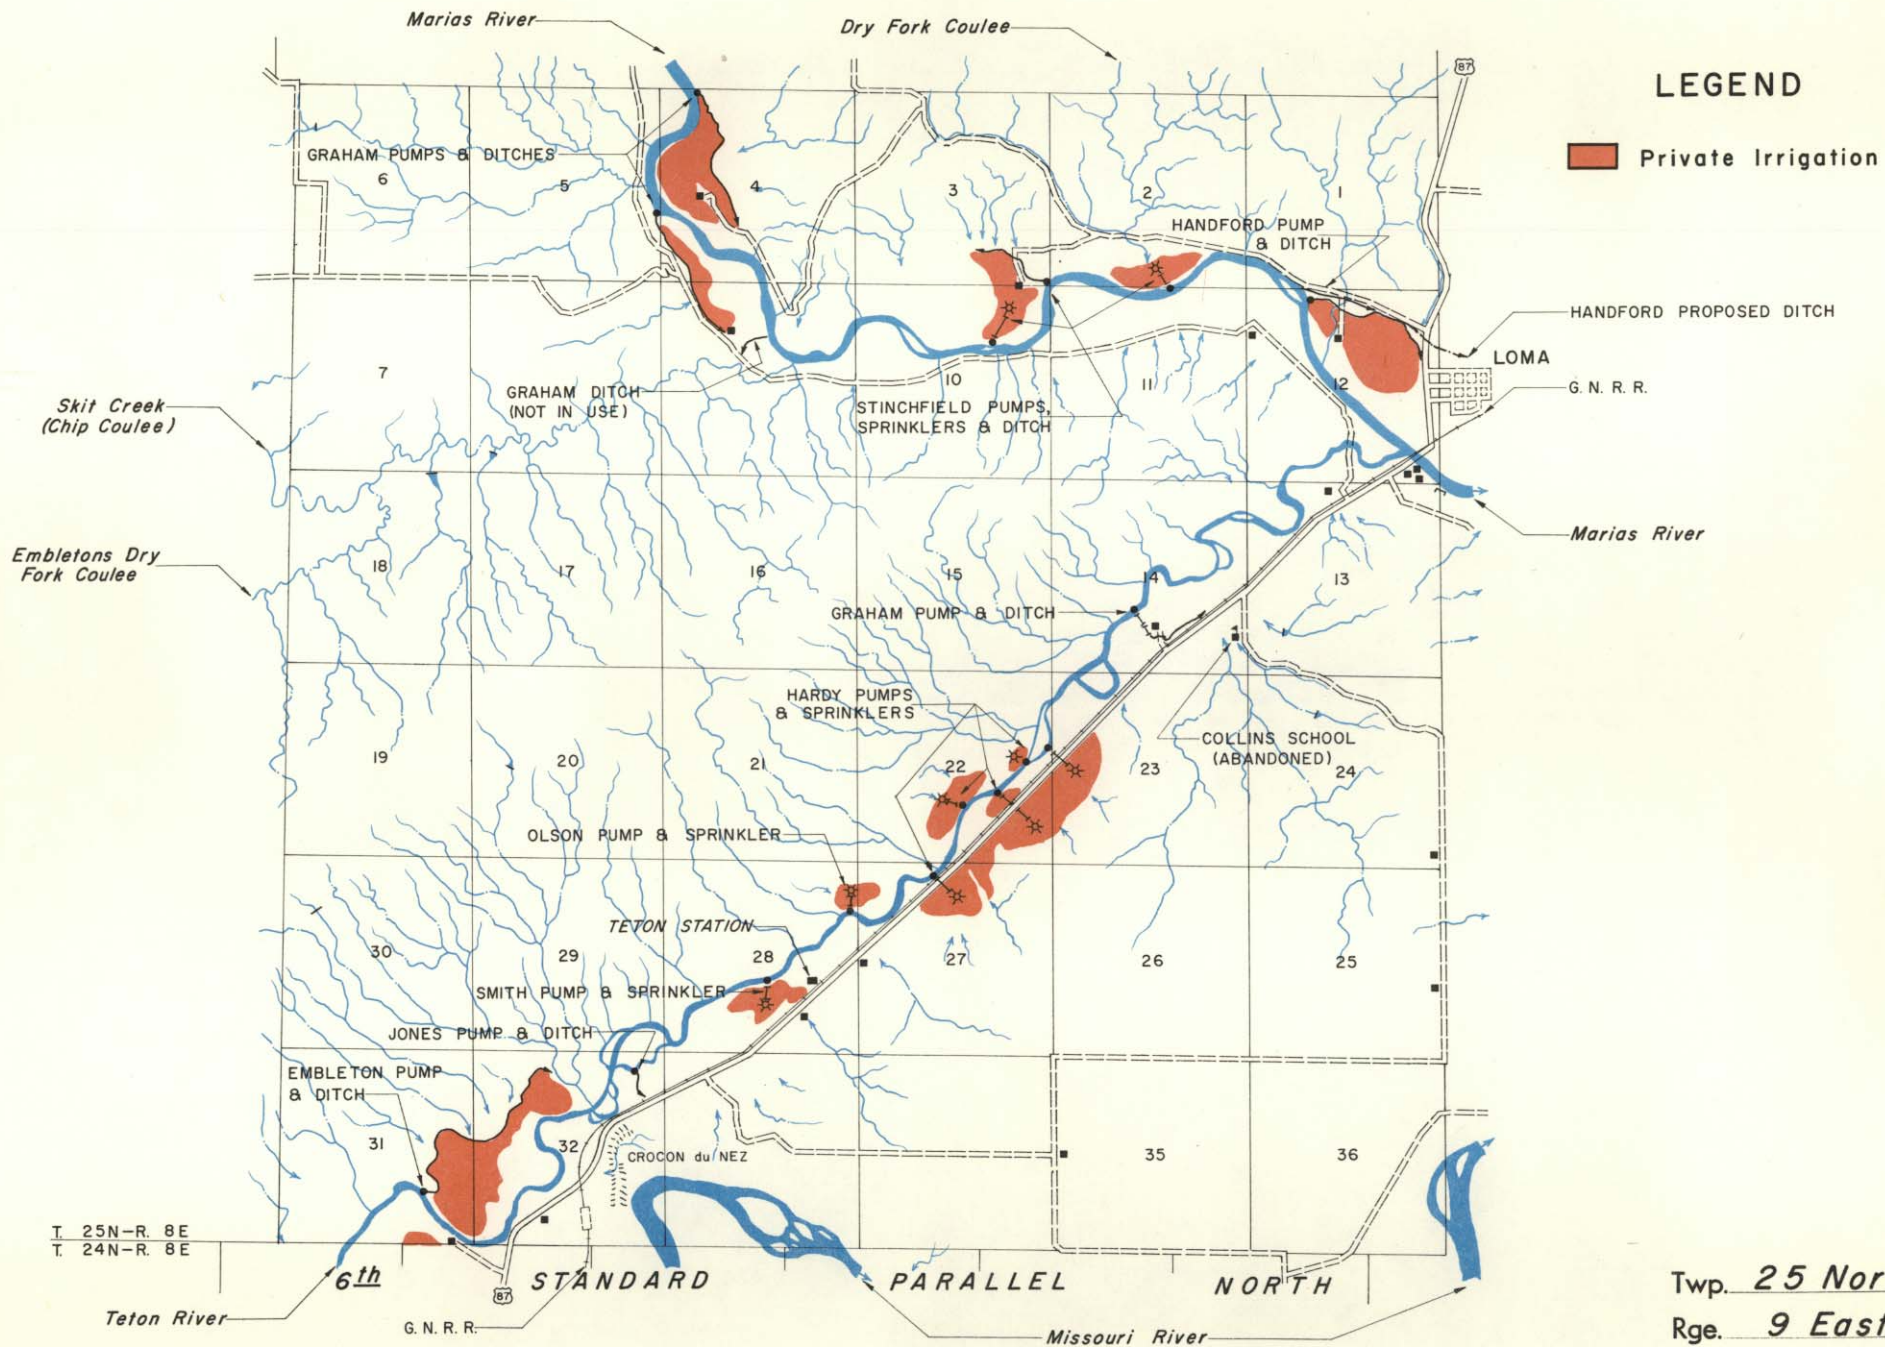 Marias River
Dry Fork Coulee
87
LEGEND
Private Irrigation
GRAHAM PUMPS & DITCHES
6
5
4
3
2
1
HANDFORD PUMP
& DITCH
HANDFORD PROPOSED DITCH
LOMA
G. N. R. R.
7
GRAHAM DITCH
(NOT IN USE)
10
11
12
STINCHFIELD PUMPS,
SPRINKLERS & DITCH
Skit Creek
(Chip Coulee)
Marias River
Embletons Dry
Fork Coulee
18
17
16
15
14
13
GRAHAM PUMP & DITCH
HARDY PUMPS
& SPRINKLERS
COLLINS SCHOOL
(ABANDONED)
19
20
21
22
23
24
OLSON PUMP & SPRINKLER
TETON STATION
30
29
28
27
26
25
SMITH PUMP & SPRINKLER
JONES PUMP & DITCH
EMBLETON PUMP
& DITCH
31
32
CROCON du NEZ
35
36
T. 25N-R. 8E
T. 24N-R. 8E
6th STANDARD PARALLEL NORTH
87
Teton River
G. N. R. R.
Missouri River
Twp. 25 Nor
Rge. 9 East